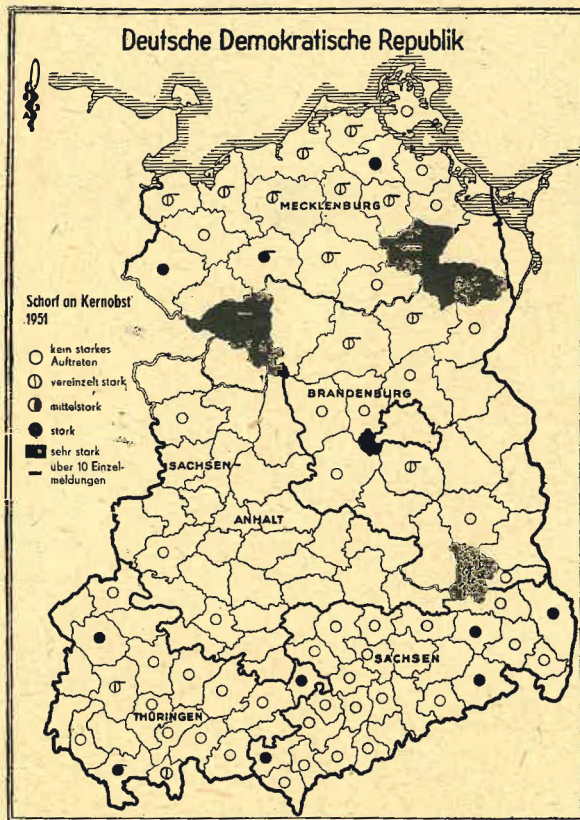 Deutsche Demokratische Republik
MECKLENBURG
Schorf an Kernobst
1951
kein starkes
Auftreten
vereinzelt stark
mittelstark
stark
sehr stark
über 10 Einzel-
meldungen
BRANDENBURG
SACHSEN-
ANHALT
SACHSEN
THÜRINGEN